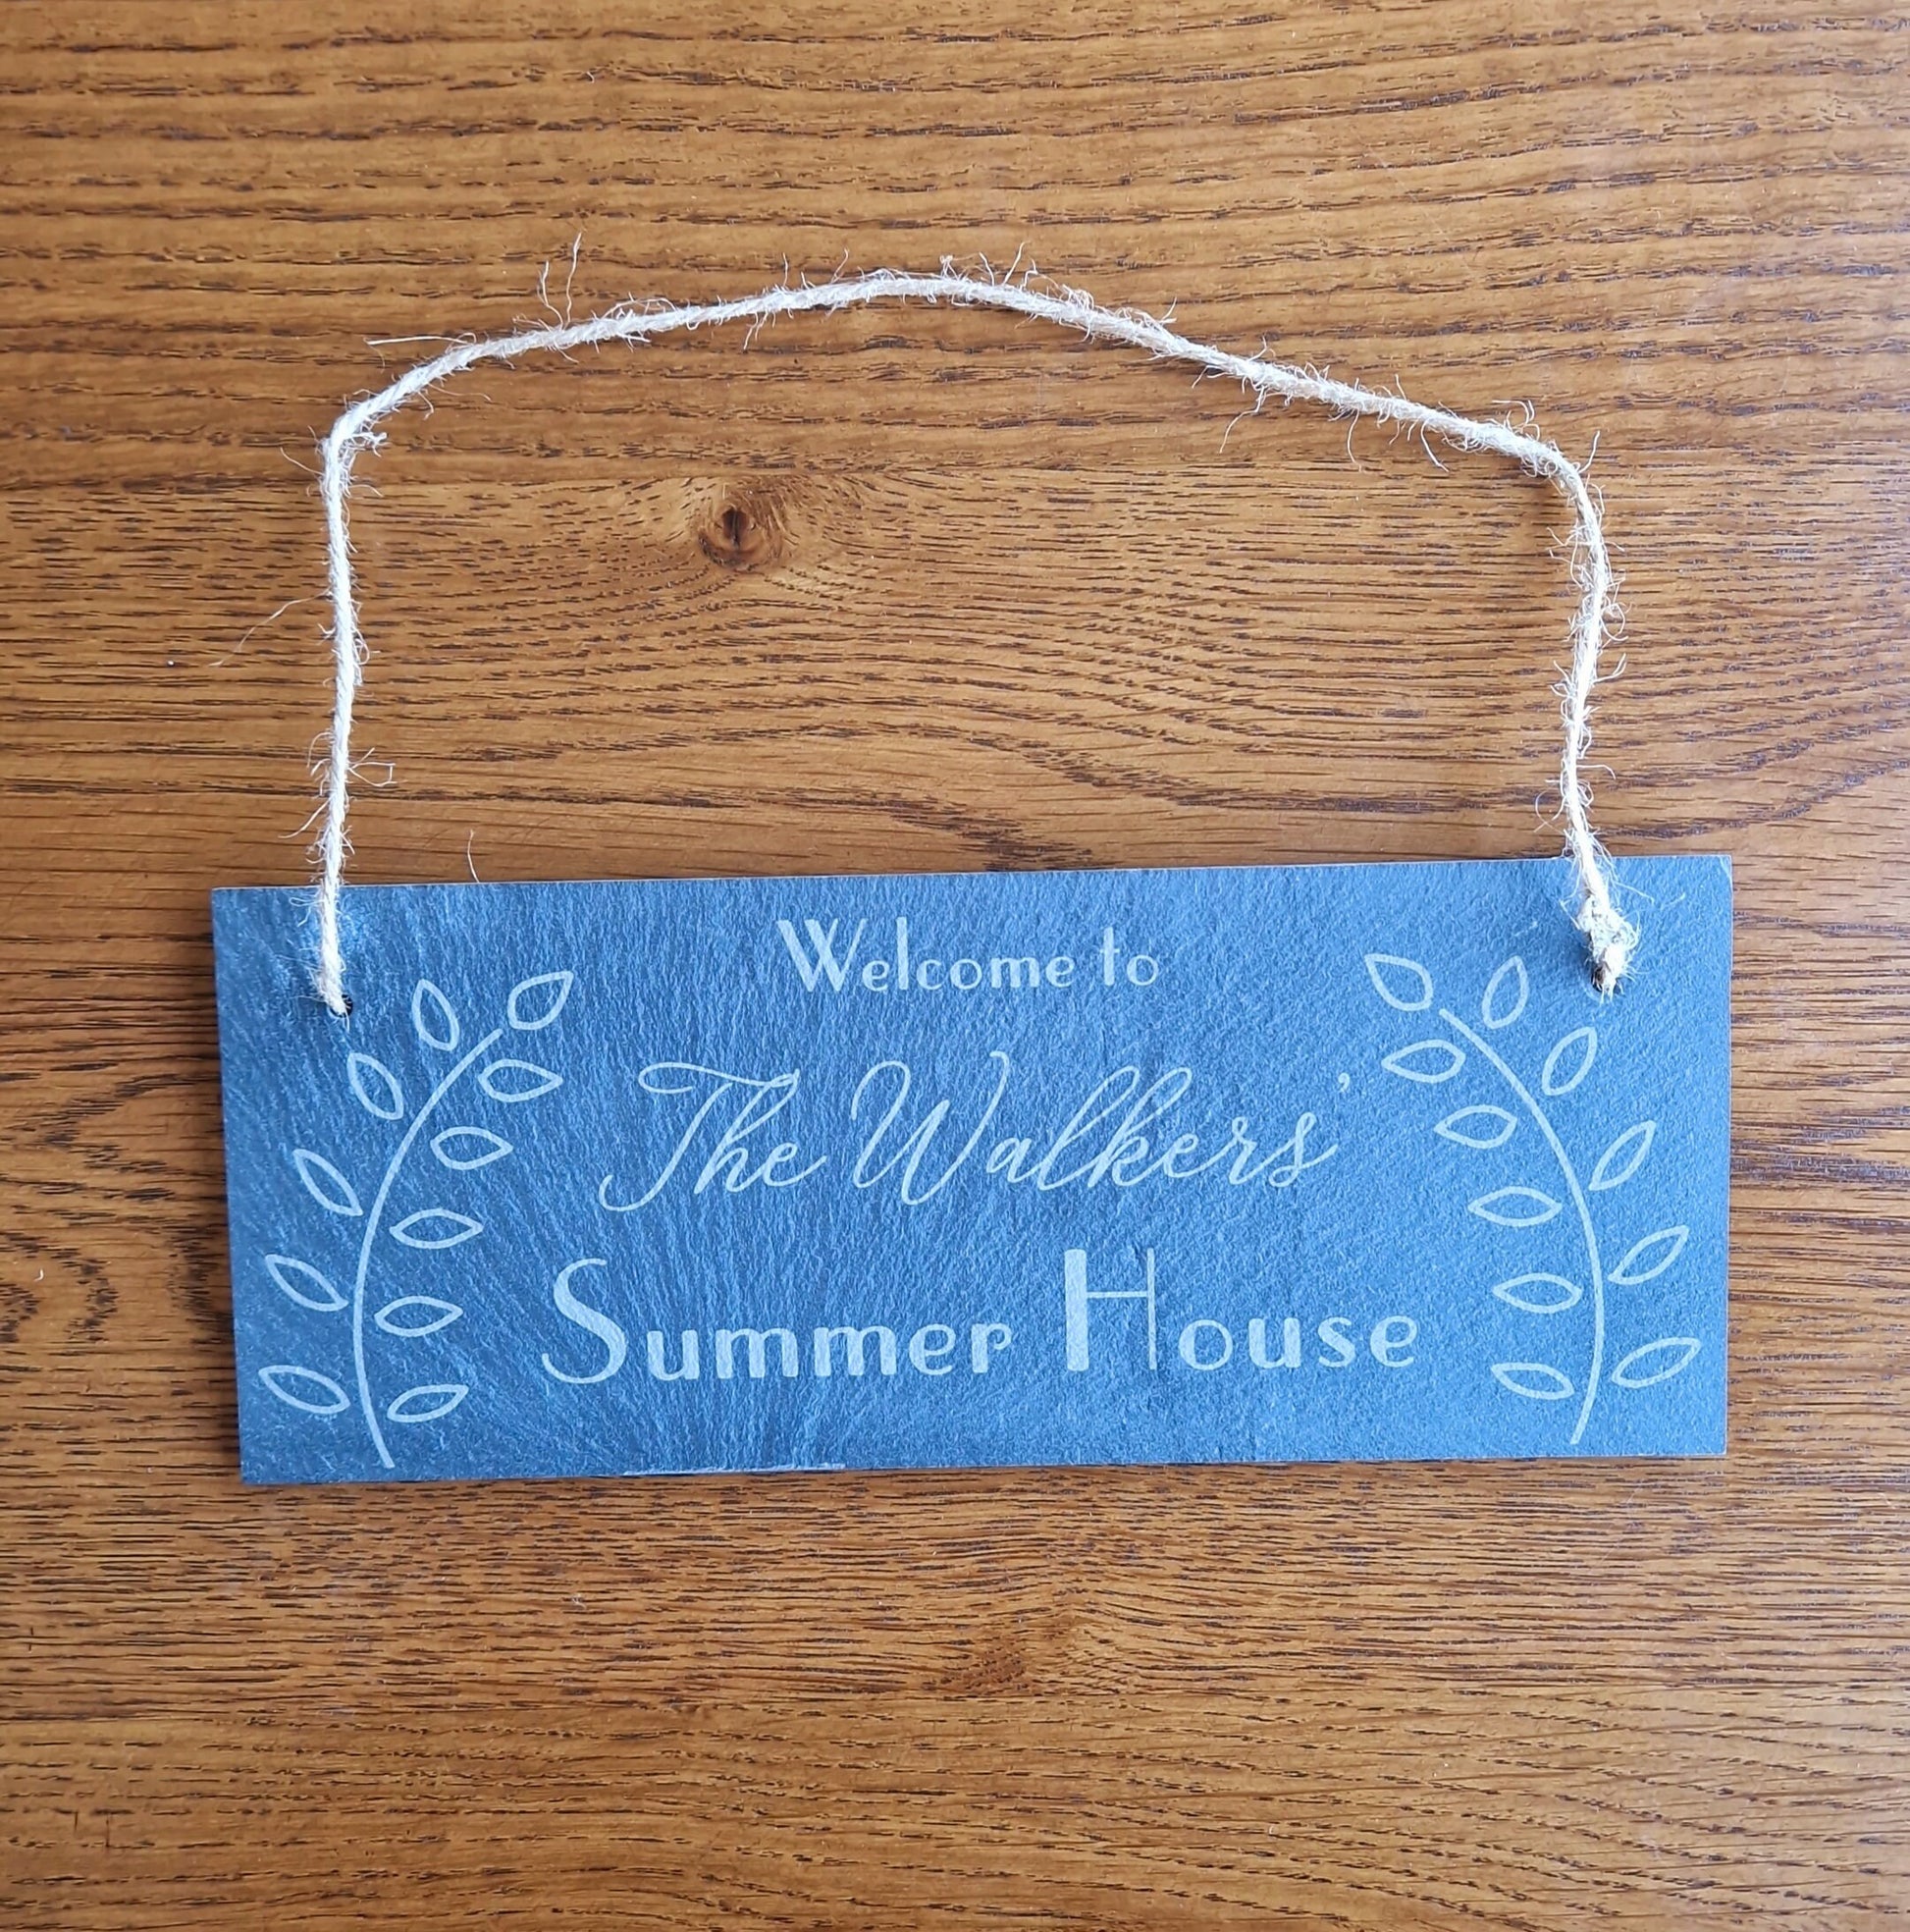 Welcome to
The Walkers'
Summer House